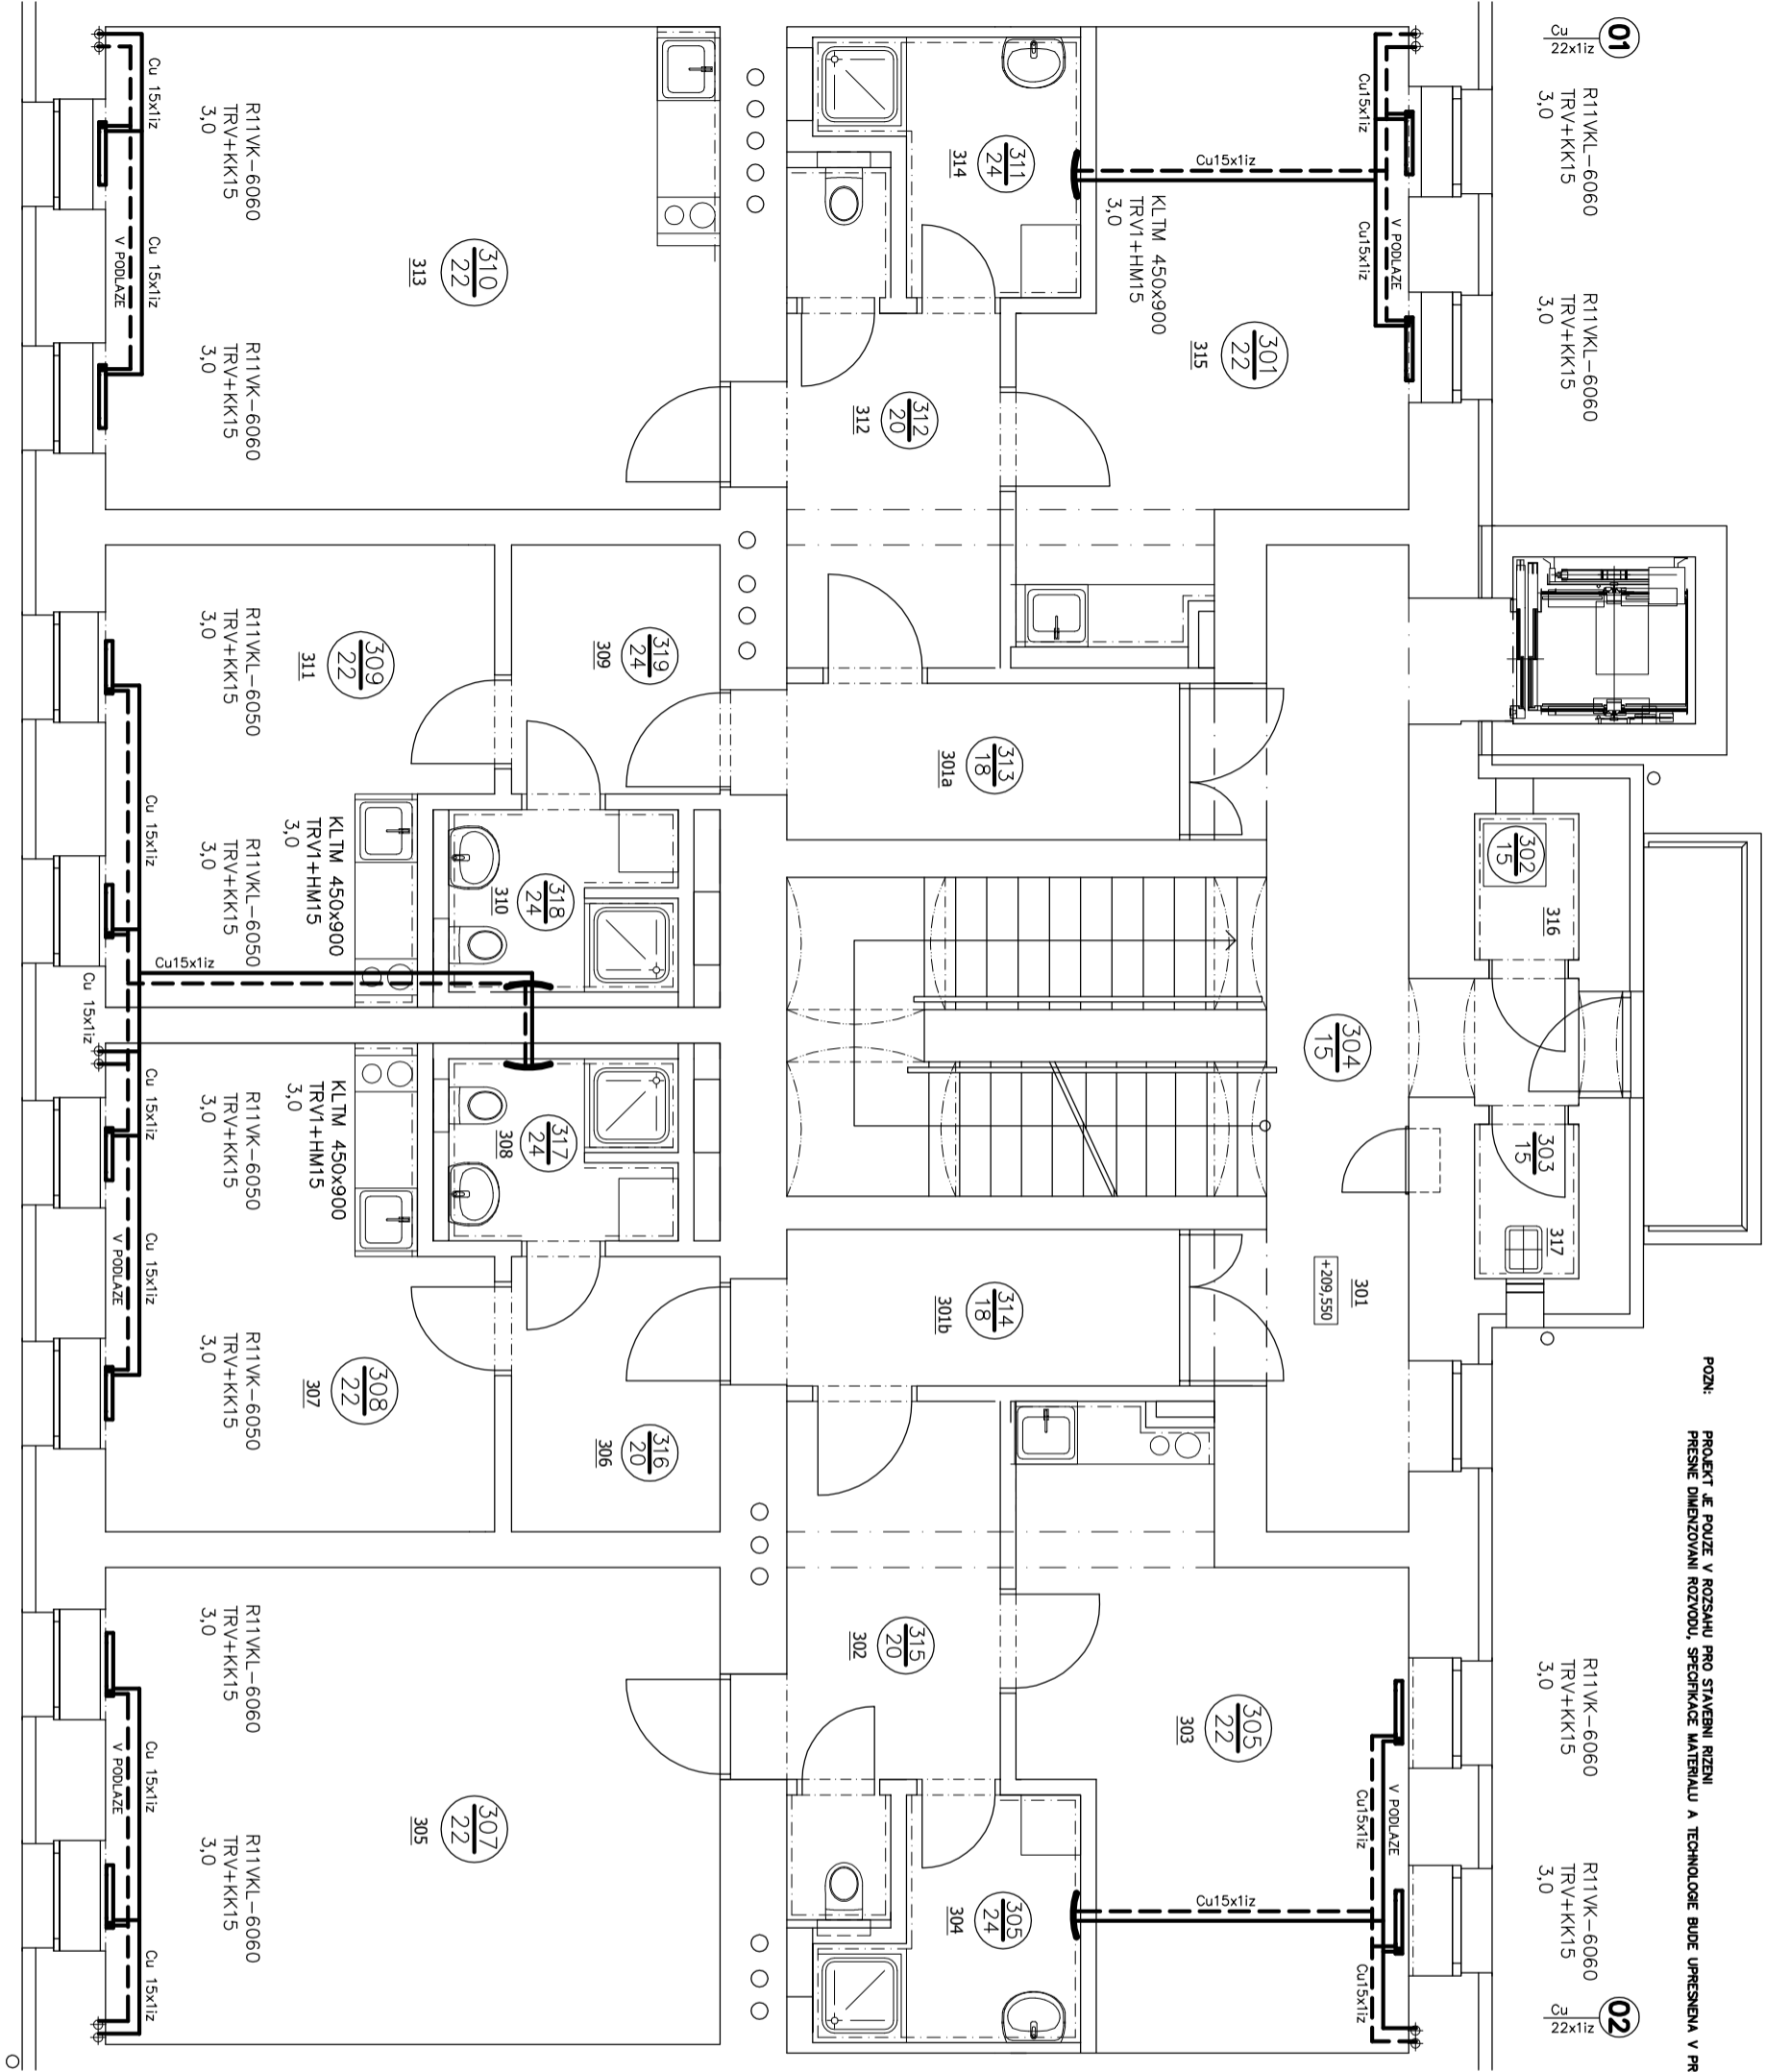 POZN:
PROJEKT JE POUZE V ROZSAHU PRO STAVEBNI RIZENI
PRESNE DIMENZOVANI ROZVODU, SPECIFIKACE MATERIALU A TECHNOLOGIE BUDE UPRESNENA V PR
01
Cu
22x1iz
R11VKL-6060
TRV+KK15
3,0
R11VKL-6060
TRV+KK15
3,0
R11VK-6060
TRV+KK15
3,0
R11VK-6060
TRV+KK15
3,0
02
Cu
22x1iz
302
15
316
303
15
317
Cu15x1iz
Cu15x1iz
V PODLAZE
V PODLAZE
Cu15x1iz
Cu15x1iz
304
15
301
+209,550
301
22
315
Cu15x1iz
KLTM 450x900
TRV1+HM15
3,0
305
22
303
Cu15x1iz
311
24
314
312
20
312
313
18
301a
314
18
301b
315
20
302
305
24
304
319
24
309
318
24
310
317
24
308
316
20
306
310
22
313
309
22
311
KLTM 450x900
TRV1+HM15
3,0
KLTM 450x900
TRV1+HM15
3,0
308
22
307
307
22
305
R11VK-6060
TRV+KK15
3,0
R11VK-6060
TRV+KK15
3,0
R11VKL-6050
TRV+KK15
3,0
R11VKL-6050
TRV+KK15
3,0
R11VK-6050
TRV+KK15
3,0
R11VK-6050
TRV+KK15
3,0
R11VKL-6060
TRV+KK15
3,0
R11VKL-6060
TRV+KK15
3,0
Cu15x1iz
Cu 15x1iz
Cu 15x1iz
V PODLAZE
Cu 15x1iz
Cu 15x1iz
Cu 15x1iz
Cu 15x1iz
V PODLAZE
Cu 15x1iz
V PODLAZE
Cu 15x1iz